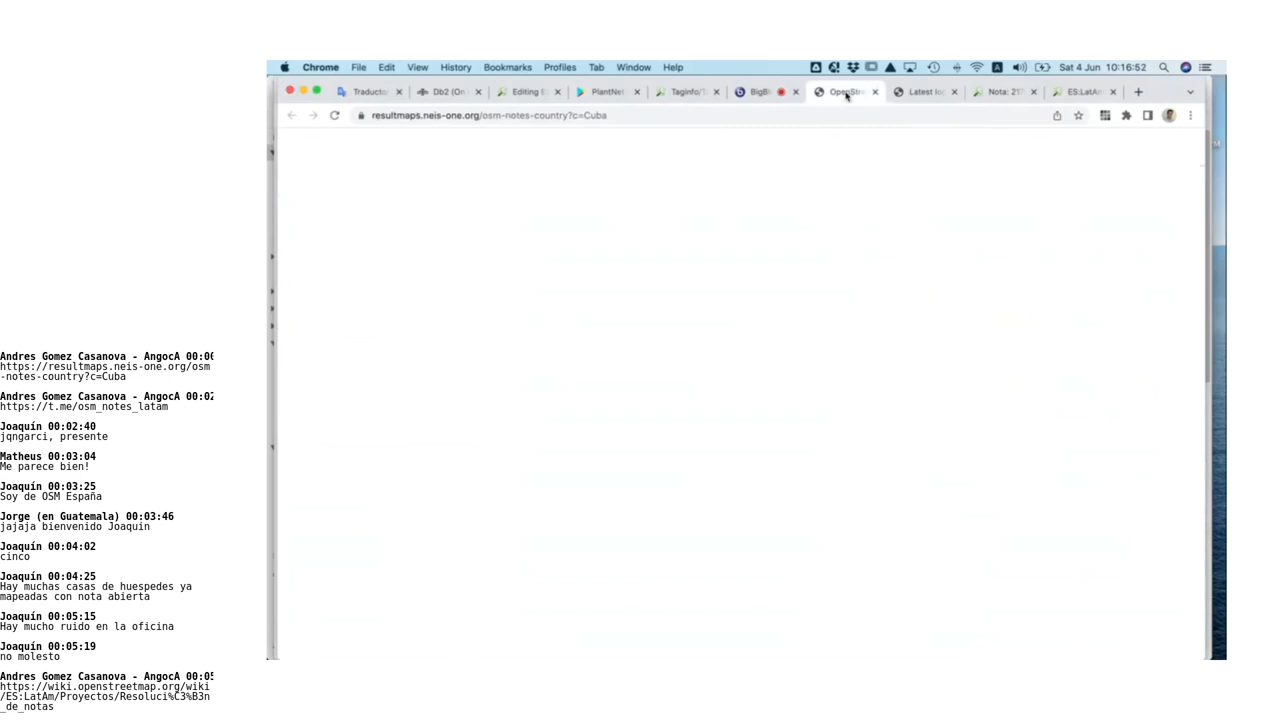 Chrome File Edit View History Bookmarks Profiles Tab Window Help Sat 4 Jun 10:16:52
Traducto Db2 (On Editing E PlantNet Taginfo/T BigB OpenStre Latest loc Nota: 217 ES:LatAm
resultmaps.neis-one.org/osm-notes-country?c=Cuba
Andres Gomez Casanova - AngocA 00:00
https://resultmaps.neis-one.org/osm
-notes-country?c=Cuba
Andres Gomez Casanova - AngocA 00:02
https://t.me/osm_notes_latam
Joaquín 00:02:40
jqngarci, presente
Matheus 00:03:04
Me parece bien!
Joaquín 00:03:25
Soy de OSM España
Jorge (en Guatemala) 00:03:46
jajaja bienvenido Joaquin
Joaquín 00:04:02
cinco
Joaquín 00:04:25
Hay muchas casas de huespedes ya
mapeadas con nota abierta
Joaquín 00:05:15
Hay mucho ruido en la oficina
Joaquín 00:05:19
no molesto
Andres Gomez Casanova - AngocA 00:05
https://wiki.openstreetmap.org/wiki
/ES:LatAm/Proyectos/Resoluci%C3%B3n
_de_notas